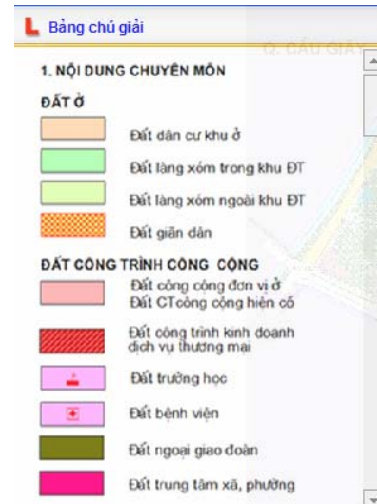 Bảng chú giải
Q. CẦU GIẤY
1. NỘI DUNG CHUYÊN MÔN
ĐẤT Ở
Đất dân cư khu ở
Đất làng xóm trong khu ĐT
Đất làng xóm ngoài khu ĐT
Đất giãn dân
ĐẤT CÔNG TRÌNH CÔNG CỘNG
Đất công cộng đơn vị ở
Đất CTcông cộng hiện có
Đất công trình kinh doanh
dịch vụ thương mại
Đất trường học
Đất bệnh viện
Đất ngoại giao đoàn
Đất trung tâm xã, phường